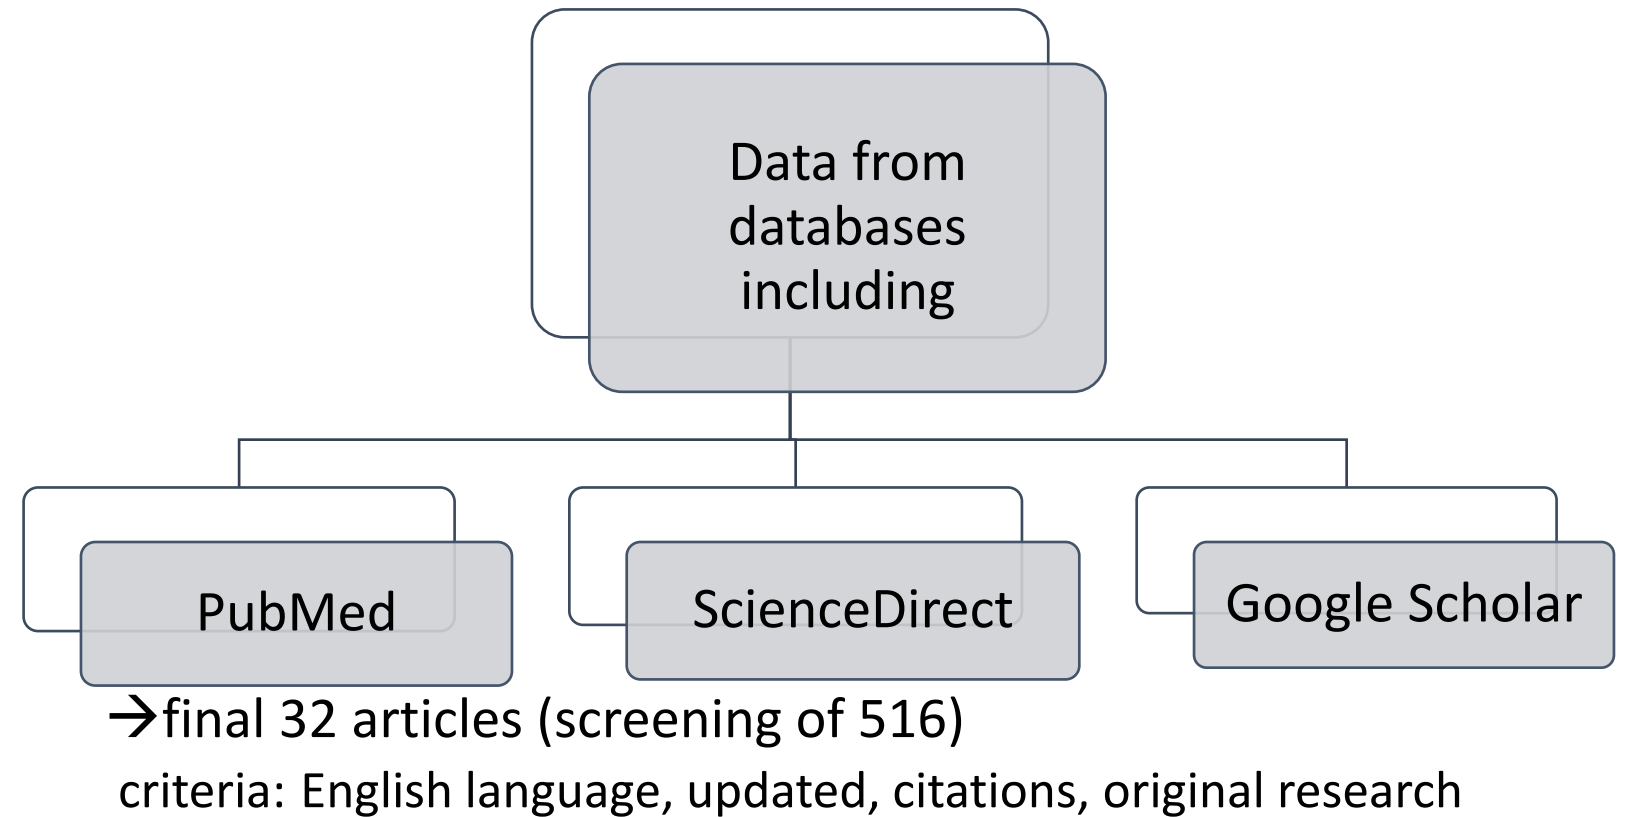 Data from
databases
including
PubMed
ScienceDirect
Google Scholar
→final 32 articles (screening of 516)
criteria: English language, updated, citations, original research